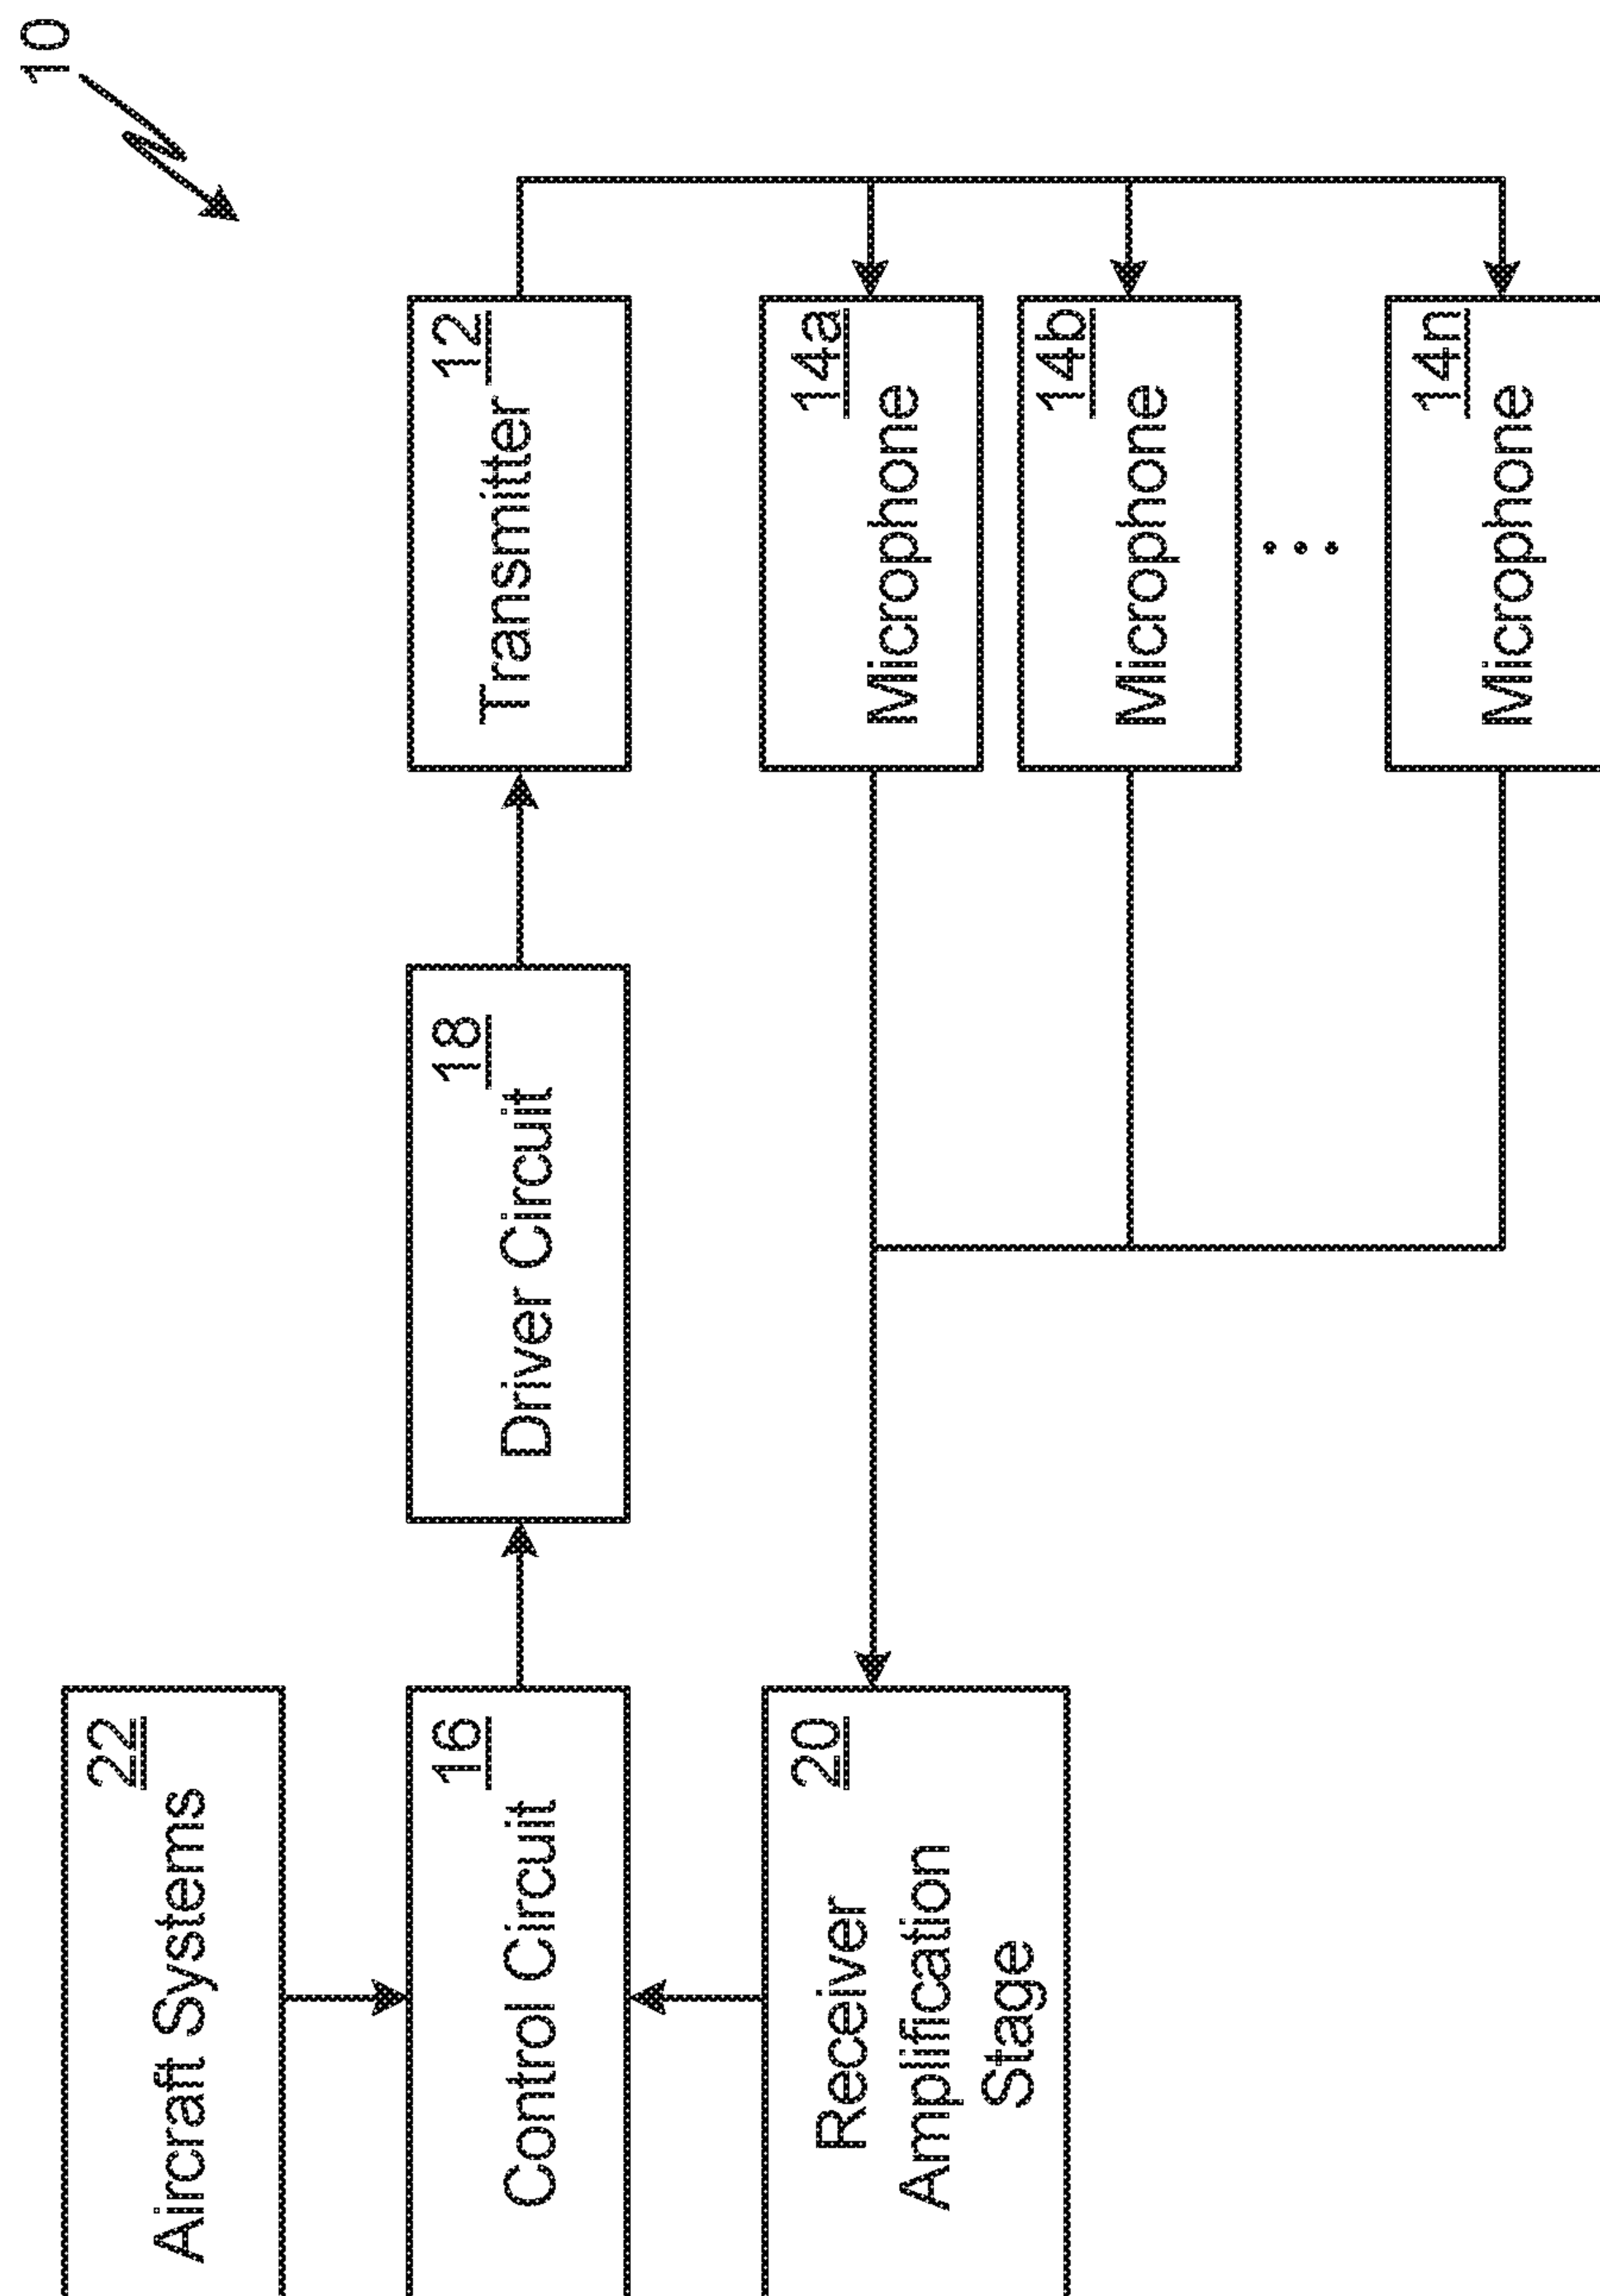 10
22
Aircraft Systems
16
Control Circuit
18
Driver Circuit
12
Transmitter
20
Receiver
Amplification
Stage
14a
Microphone
14b
Microphone
14n
Microphone